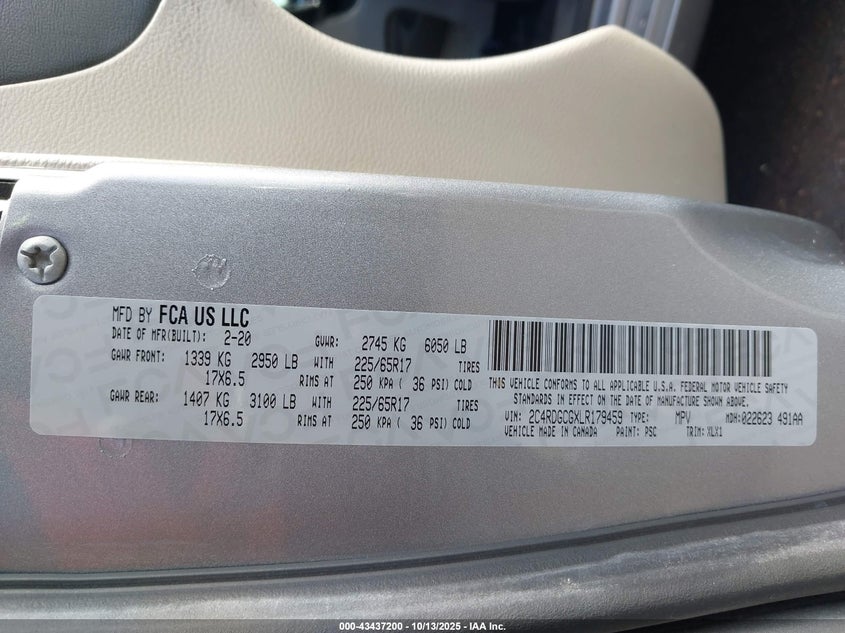 MFD BY FCA US LLC
DATE OF MFR(BUILT): 2-20 GVWR: 2745 KG 6050 LB
GAWR FRONT: 1339 KG 2950 LB WITH 225/65R17 TIRES
17X6.5 RIMS AT 250 KPA ( 36 PSI) COLD
GAWR REAR: 1407 KG 3100 LB WITH 225/65R17 TIRES
17X6.5 RIMS AT 250 KPA ( 36 PSI) COLD
THIS VEHICLE CONFORMS TO ALL APPLICABLE U.S.A. FEDERAL MOTOR VEHICLE SAFETY
STANDARDS IN EFFECT ON THE DATE OF MANUFACTURE SHOWN ABOVE.
VIN: 2C4RDGCGXLR179459 TYPE: MPV MDH:022623 491AA
VEHICLE MADE IN CANADA PAINT: PSC TRIM: XLX1
000-43437200 - 10/13/2025 - IAA Inc.